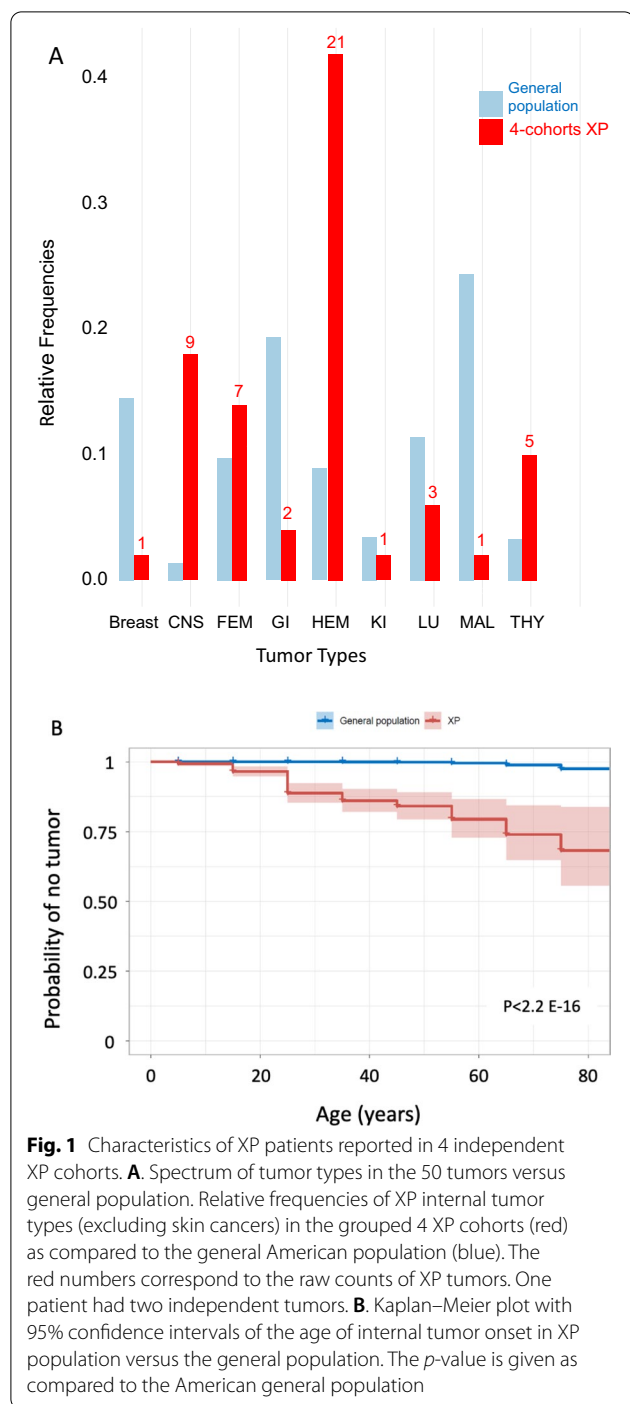 A
0.4
0.3
0.2
0.1
0.0
Relative Frequencies
General
population
4-cohorts XP
1
9
7
2
21
1
3
1
5
Breast CNS FEM GI HEM KI LU MAL THY
Tumor Types
B
General population XP
1
0.75
0.50
0.25
0
Probability of no tumor
P<2.2 E-16
0 20 40 60 80
Age (years)
Fig. 1 Characteristics of XP patients reported in 4 independent
XP cohorts. A. Spectrum of tumor types in the 50 tumors versus
general population. Relative frequencies of XP internal tumor
types (excluding skin cancers) in the grouped 4 XP cohorts (red)
as compared to the general American population (blue). The
red numbers correspond to the raw counts of XP tumors. One
patient had two independent tumors. B. Kaplan–Meier plot with
95% confidence intervals of the age of internal tumor onset in XP
population versus the general population. The p-value is given as
compared to the American general population